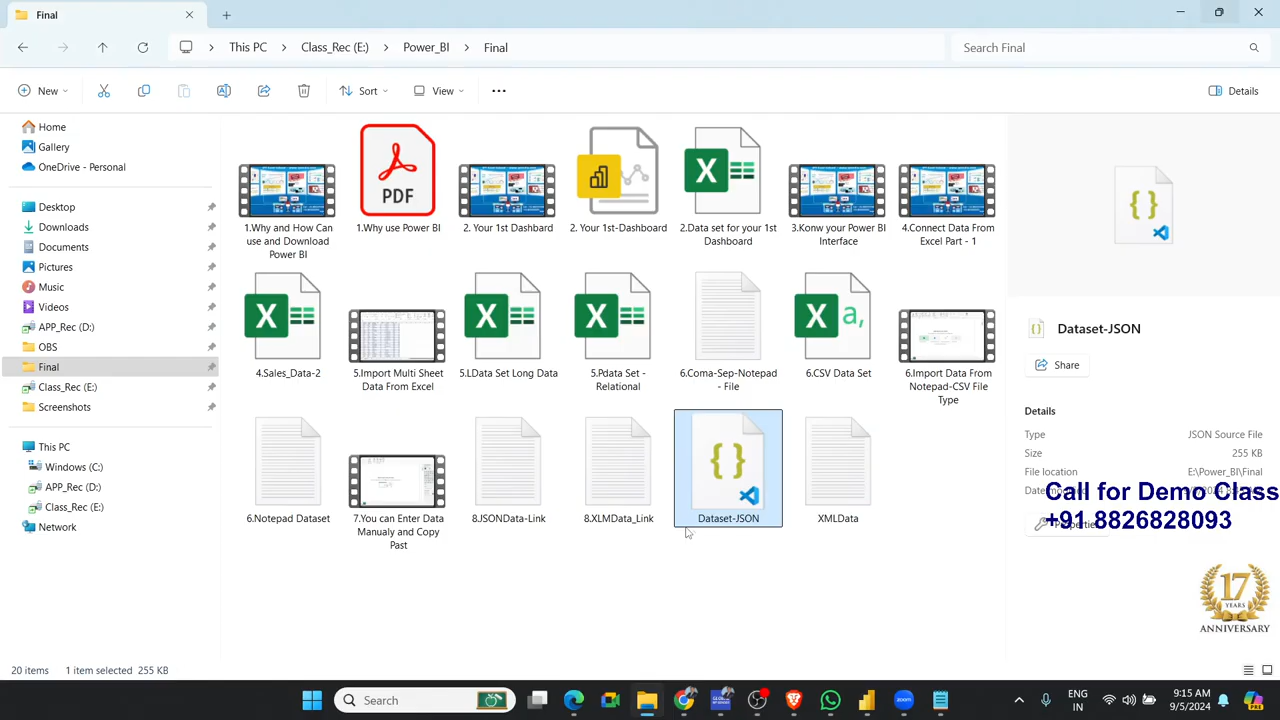 Final
This PC
Class_Rec (E:)
Power_BI
Final
Search Final
New
Sort
View
Details
Home
Gallery
OneDrive - Personal
Desktop
Downloads
Documents
Pictures
Music
Videos
APP_Rec (D:)
OBS
Final
Class_Rec (E:)
Screenshots
This PC
Windows (C:)
APP_Rec (D:)
Class_Rec (E:)
Network
PDF
1.Why and How Can
use and Download
Power BI
1.Why use Power BI
2. Your 1st Dashbard
2. Your 1st-Dashboard
2.Data set for your 1st
Dashboard
3.Konw your Power BI
Interface
4.Connect Data From
Excel Part - 1
4.Sales_Data-2
5.Import Multi Sheet
Data From Excel
5.LData Set Long Data
5.Pdata Set -
Relational
6.Coma-Sep-Notepad
- File
6.CSV Data Set
6.Import Data From
Notepad-CSV File
Type
6.Notepad Dataset
7.You can Enter Data
Manualy and Copy
Past
8.JSONData-Link
8.XLMData_Link
Dataset-JSON
XMLData
Dataset-JSON
Share
Details
Type JSON Source File
Size 255 KB
File location E:\Power_BI\Final
Call for Demo Class
+91 8826828093
17
YEARS
ANNIVERSARY
20 items
1 item selected 255 KB
Search
ENG
IN
9:15 AM
9/5/2024